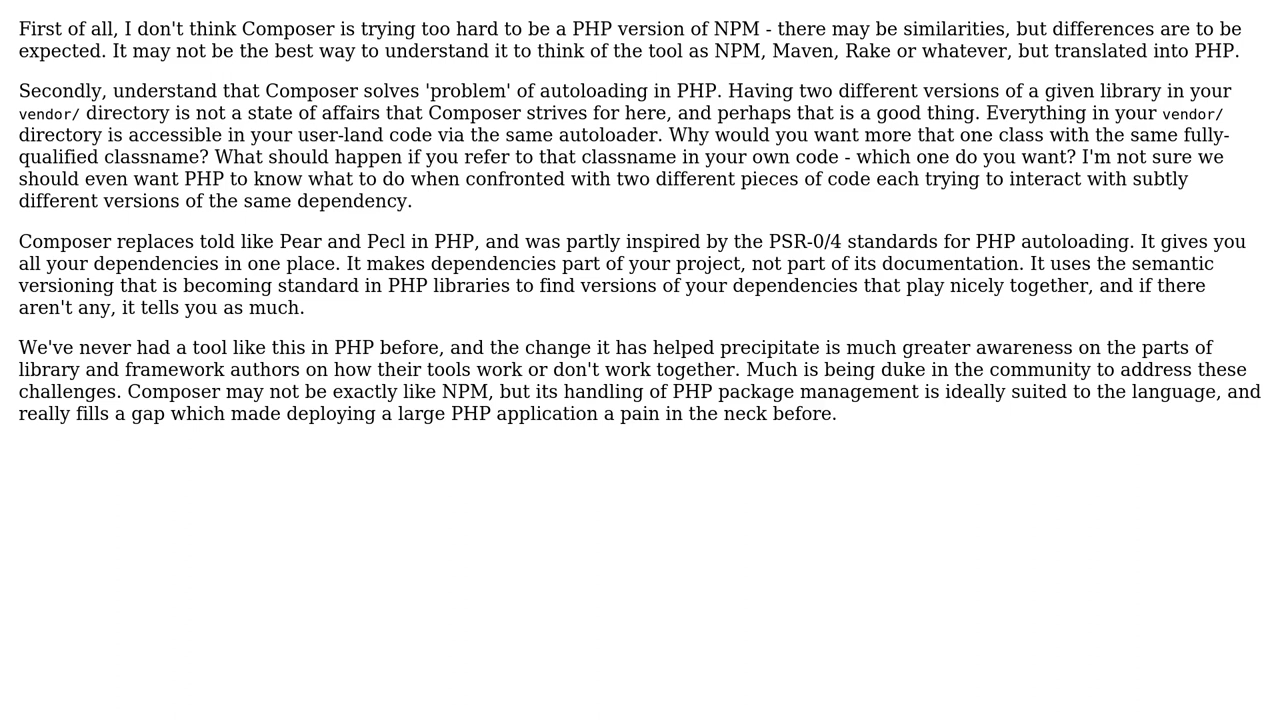 First of all, I don't think Composer is trying too hard to be a PHP version of NPM - there may be similarities, but differences are to be
expected. It may not be the best way to understand it to think of the tool as NPM, Maven, Rake or whatever, but translated into PHP.
Secondly, understand that Composer solves 'problem' of autoloading in PHP. Having two different versions of a given library in your
vendor/ directory is not a state of affairs that Composer strives for here, and perhaps that is a good thing. Everything in your vendor/
directory is accessible in your user-land code via the same autoloader. Why would you want more that one class with the same fully-
qualified classname? What should happen if you refer to that classname in your own code - which one do you want? I'm not sure we
should even want PHP to know what to do when confronted with two different pieces of code each trying to interact with subtly
different versions of the same dependency.
Composer replaces told like Pear and Pecl in PHP, and was partly inspired by the PSR-0/4 standards for PHP autoloading. It gives you
all your dependencies in one place. It makes dependencies part of your project, not part of its documentation. It uses the semantic
versioning that is becoming standard in PHP libraries to find versions of your dependencies that play nicely together, and if there
aren't any, it tells you as much.
We've never had a tool like this in PHP before, and the change it has helped precipitate is much greater awareness on the parts of
library and framework authors on how their tools work or don't work together. Much is being duke in the community to address these
challenges. Composer may not be exactly like NPM, but its handling of PHP package management is ideally suited to the language, and
really fills a gap which made deploying a large PHP application a pain in the neck before.